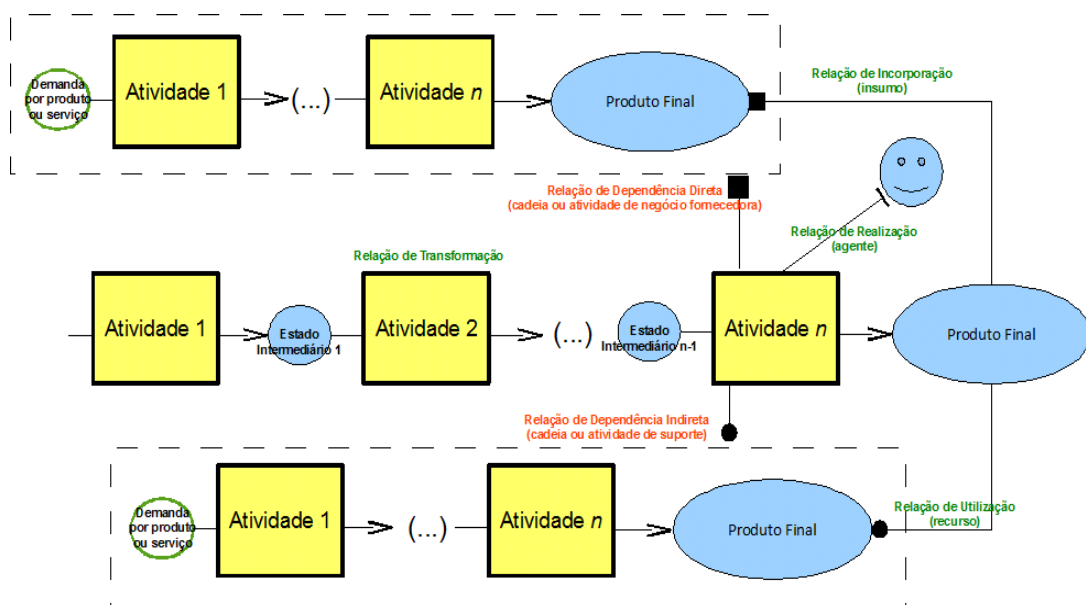 Demanda
por produto
ou serviço
Atividade 1
(...)
Atividade n
Produto Final
Relação de Incorporação
(insumo)
Relação de Dependência Direta
(cadeia ou atividade de negócio fornecedora)
Relação de Realização
(agente)
Relação de Transformação
Atividade 1
Estado
Intermediário 1
Atividade 2
(...)
Estado
Intermediário n-1
Atividade n
Produto Final
Relação de Dependência Indireta
(cadeia ou atividade de suporte)
Demanda
por produto
ou serviço
Atividade 1
(...)
Atividade n
Produto Final
Relação de Utilização
(recurso)